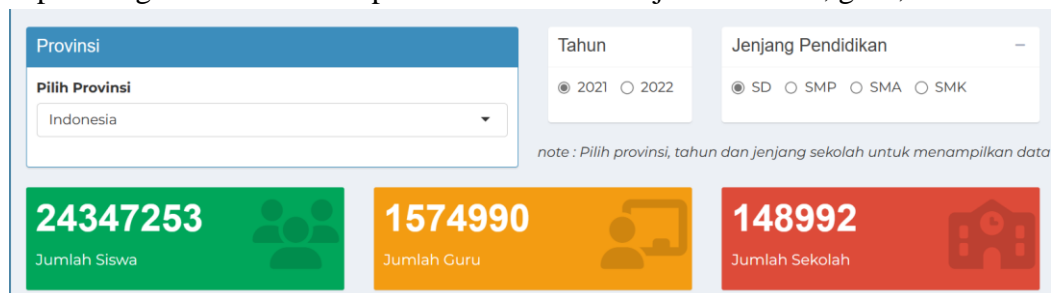 Provinsi
Pilih Provinsi
Indonesia
Tahun
2021 2022
Jenjang Pendidikan
SD SMP SMA SMK
note : Pilih provinsi, tahun dan jenjang sekolah untuk menampilkan data
24347253
Jumlah Siswa
1574990
Jumlah Guru
148992
Jumlah Sekolah